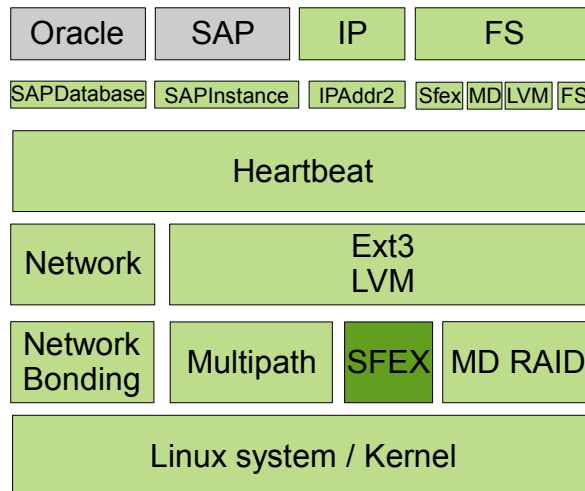 Oracle SAP IP FS
SAPDatabase SAPInstance IPAddr2 Sfex MD LVM FS
Heartbeat
Network
Ext3
LVM
Network
Bonding
Multipath
SFEX
MD RAID
Linux system / Kernel